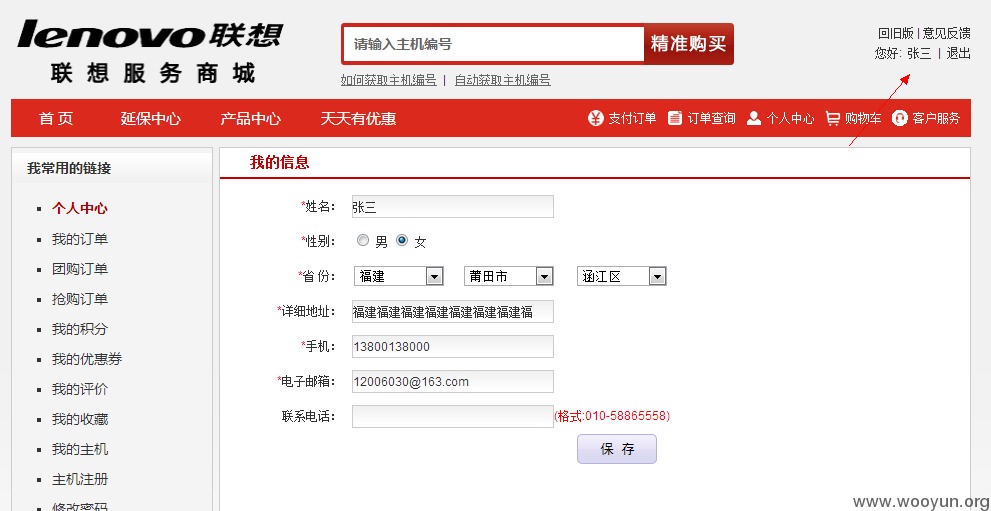 lenovo联想
联想服务商城
请输入主机编号 精准购买
如何获取主机编号 | 自动获取主机编号
回旧版 | 意见反馈
您好: 张三 | 退出
首页 延保中心 产品中心 天天有优惠 支付订单 订单查询 个人中心 购物车 客户服务
我常用的链接
个人中心
我的订单
团购订单
抢购订单
我的积分
我的优惠券
我的评价
我的收藏
我的主机
主机注册
修改密码
我的信息
*姓名: 张三
*性别: 男 女
*省份: 福建 莆田市 涵江区
*详细地址: 福建福建福建福建福建福建福建福
*手机: 13800138000
*电子邮箱: 12006030@163.com
联系电话: (格式:010-58865558)
保存
www.wooyun.org